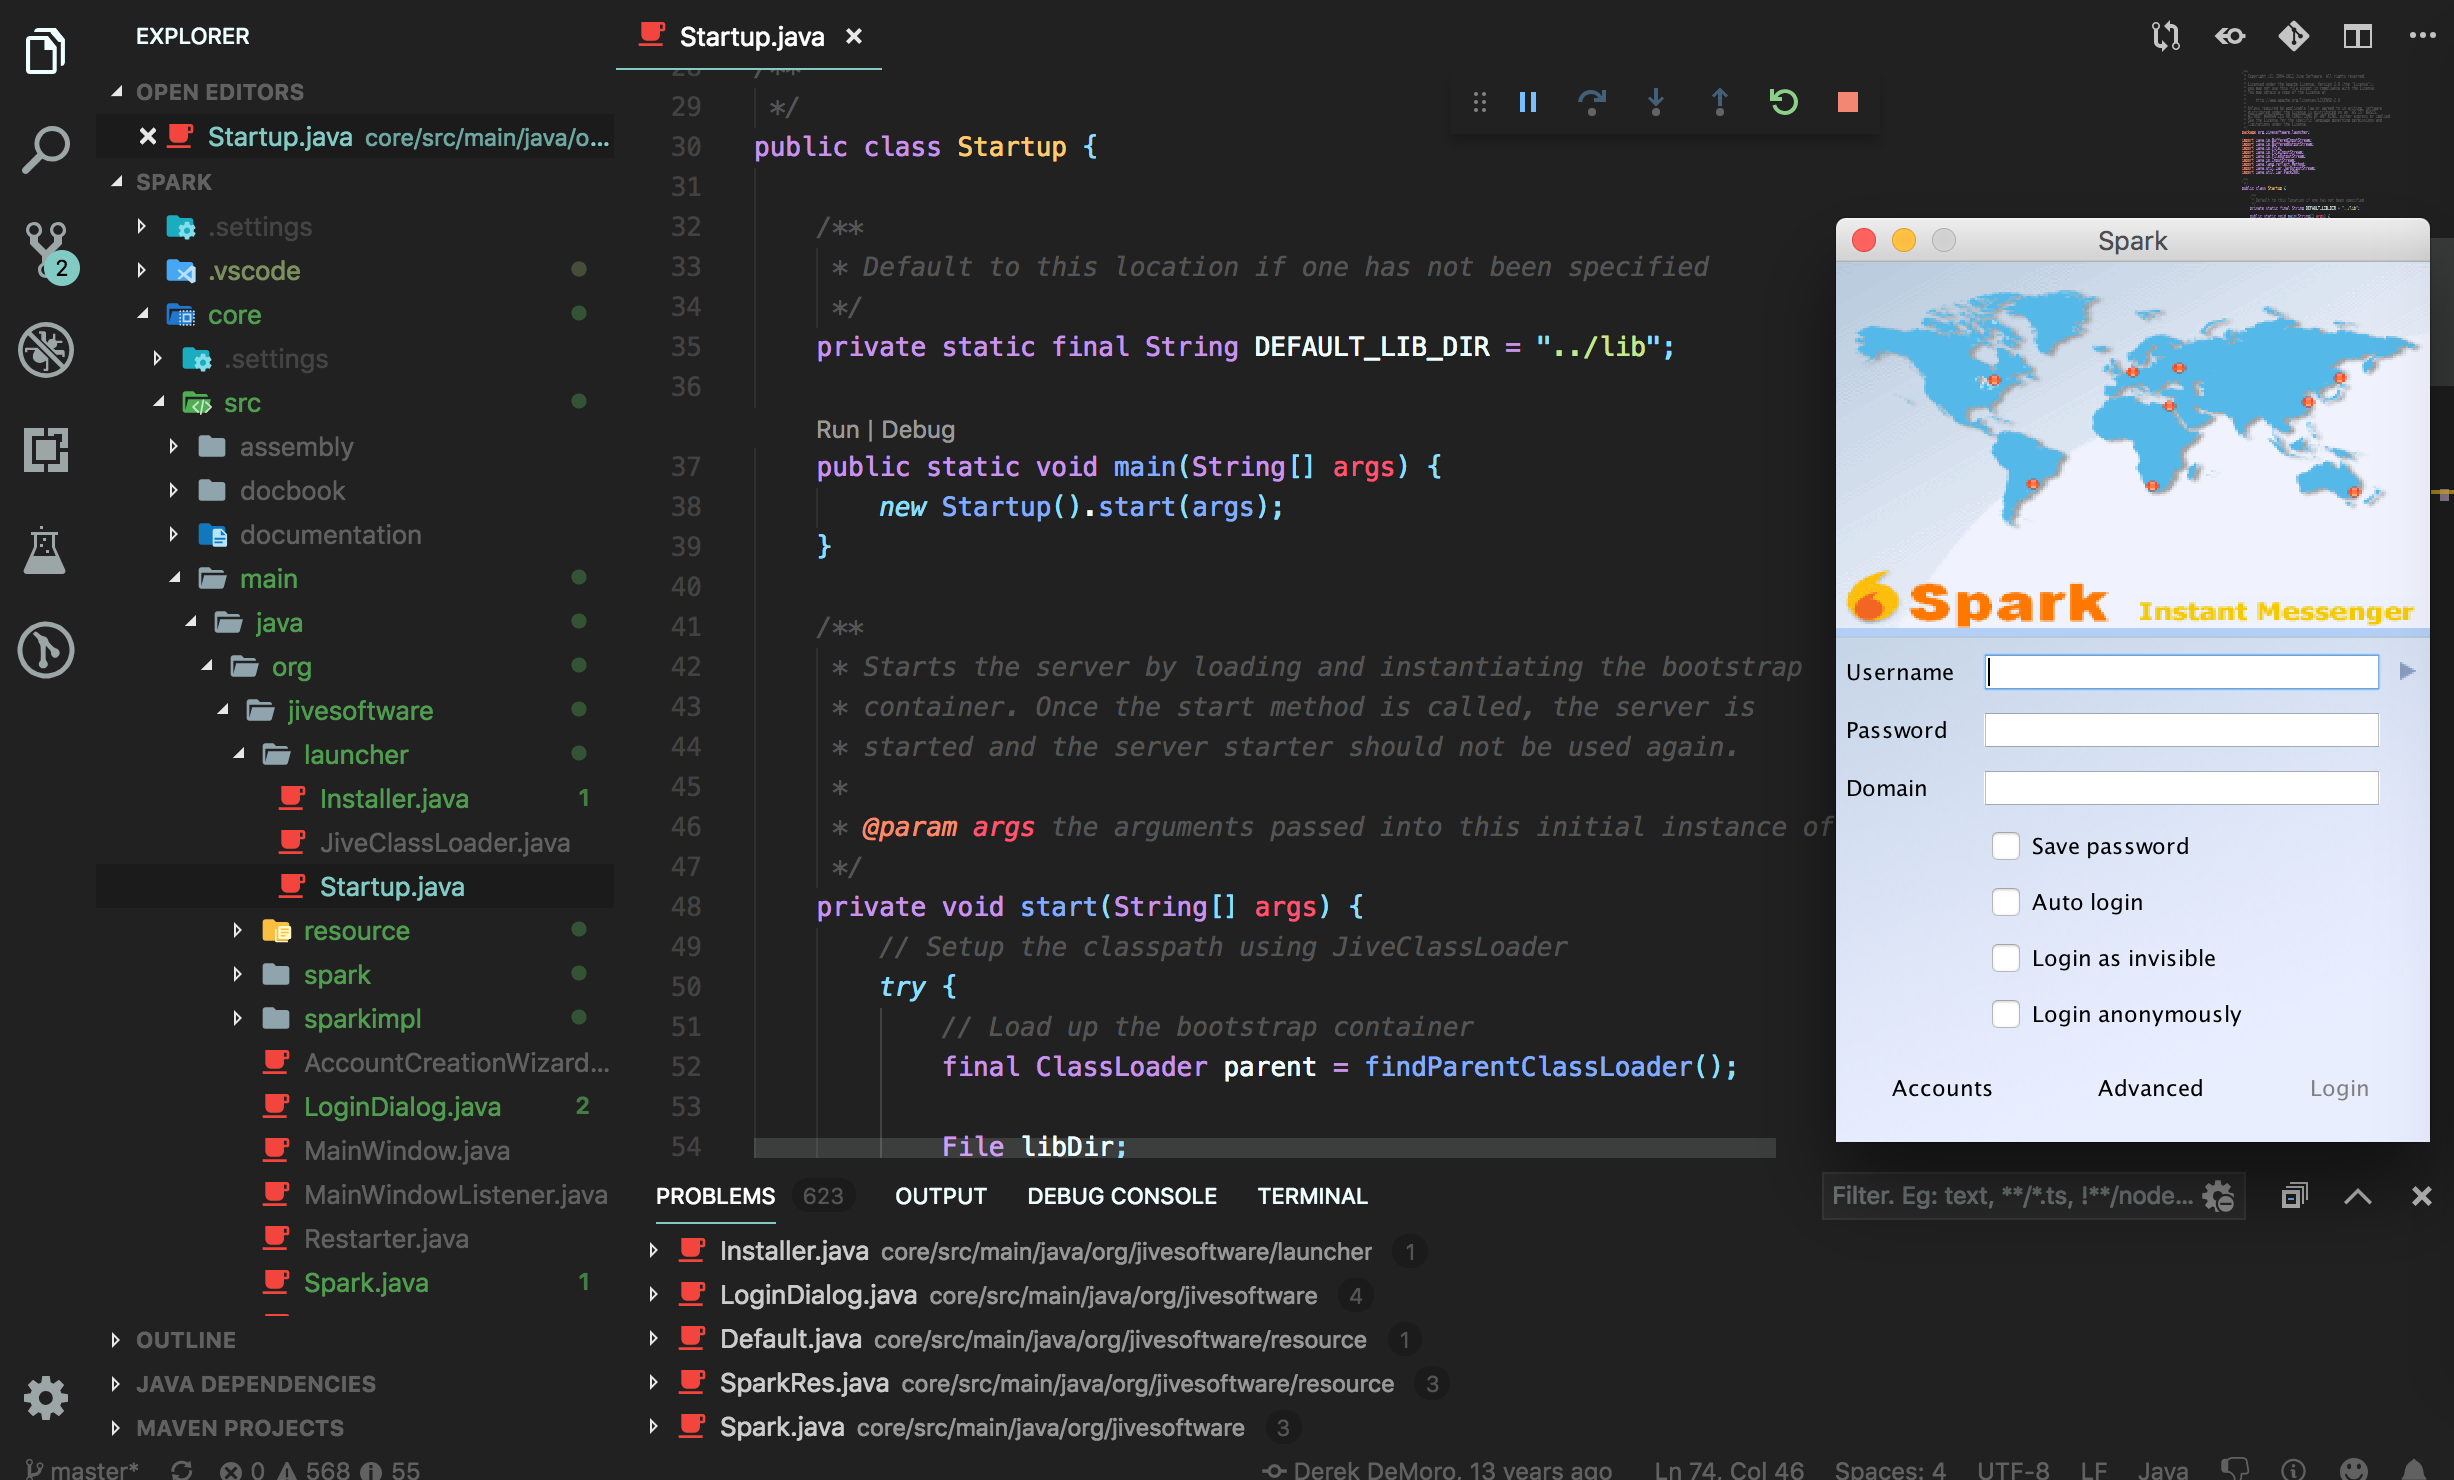 EXPLORER
OPEN EDITORS
Startup.java core/src/main/java/o...
SPARK
.settings
.vscode
core
.settings
src
assembly
docbook
documentation
main
java
org
jivesoftware
launcher
Installer.java 1
JiveClassLoader.java
Startup.java
resource
spark
sparkimpl
AccountCreationWizard...
LoginDialog.java 2
MainWindow.java
MainWindowListener.java
Restarter.java
Spark.java 1
OUTLINE
JAVA DEPENDENCIES
MAVEN PROJECTS
2
Startup.java
28 /**
29 */
30 public class Startup {
31
32 /**
33 * Default to this location if one has not been specified
34 */
35 private static final String DEFAULT_LIB_DIR = "../lib";
36
Run | Debug
37 public static void main(String[] args) {
38 new Startup().start(args);
39 }
40
41 /**
42 * Starts the server by loading and instantiating the bootstrap
43 * container. Once the start method is called, the server is
44 * started and the server starter should not be used again.
45 *
46 * @param args the arguments passed into this initial instance of
47 */
48 private void start(String[] args) {
49 // Setup the classpath using JiveClassLoader
50 try {
51 // Load up the bootstrap container
52 final ClassLoader parent = findParentClassLoader();
53
54 File libDir;
Spark
Spark Instant Messenger
Username
Password
Domain
Save password
Auto login
Login as invisible
Login anonymously
Accounts Advanced Login
PROBLEMS 623 OUTPUT DEBUG CONSOLE TERMINAL
Filter. Eg: text, **/*.ts, !**/node...
Installer.java core/src/main/java/org/jivesoftware/launcher 1
LoginDialog.java core/src/main/java/org/jivesoftware 4
Default.java core/src/main/java/org/jivesoftware/resource 1
SparkRes.java core/src/main/java/org/jivesoftware/resource 3
Spark.java core/src/main/java/org/jivesoftware 3
master* 0 568 55 Derek DeMoro, 13 years ago Ln 74, Col 46 Spaces: 4 UTF-8 LF Java